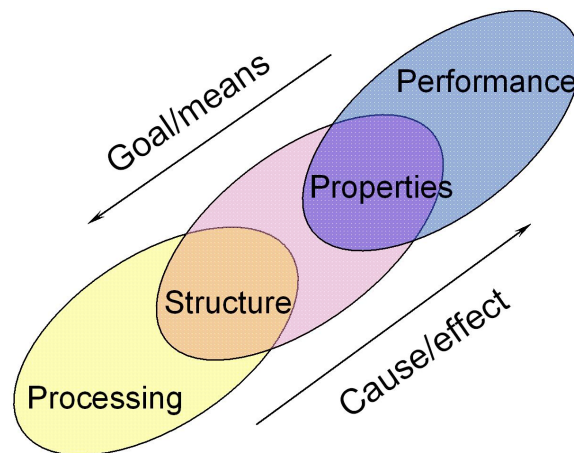 Performance
Goal/means
Properties
Structure
Cause/effect
Processing